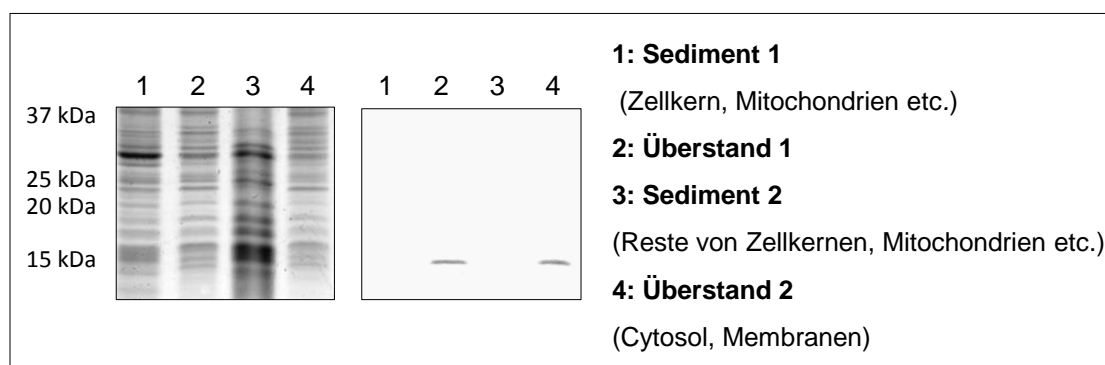 1 2 3 4
37 kDa
25 kDa
20 kDa
15 kDa
1 2 3 4
1: Sediment 1
(Zellkern, Mitochondrien etc.)
2: Überstand 1
3: Sediment 2
(Reste von Zellkernen, Mitochondrien etc.)
4: Überstand 2
(Cytosol, Membranen)